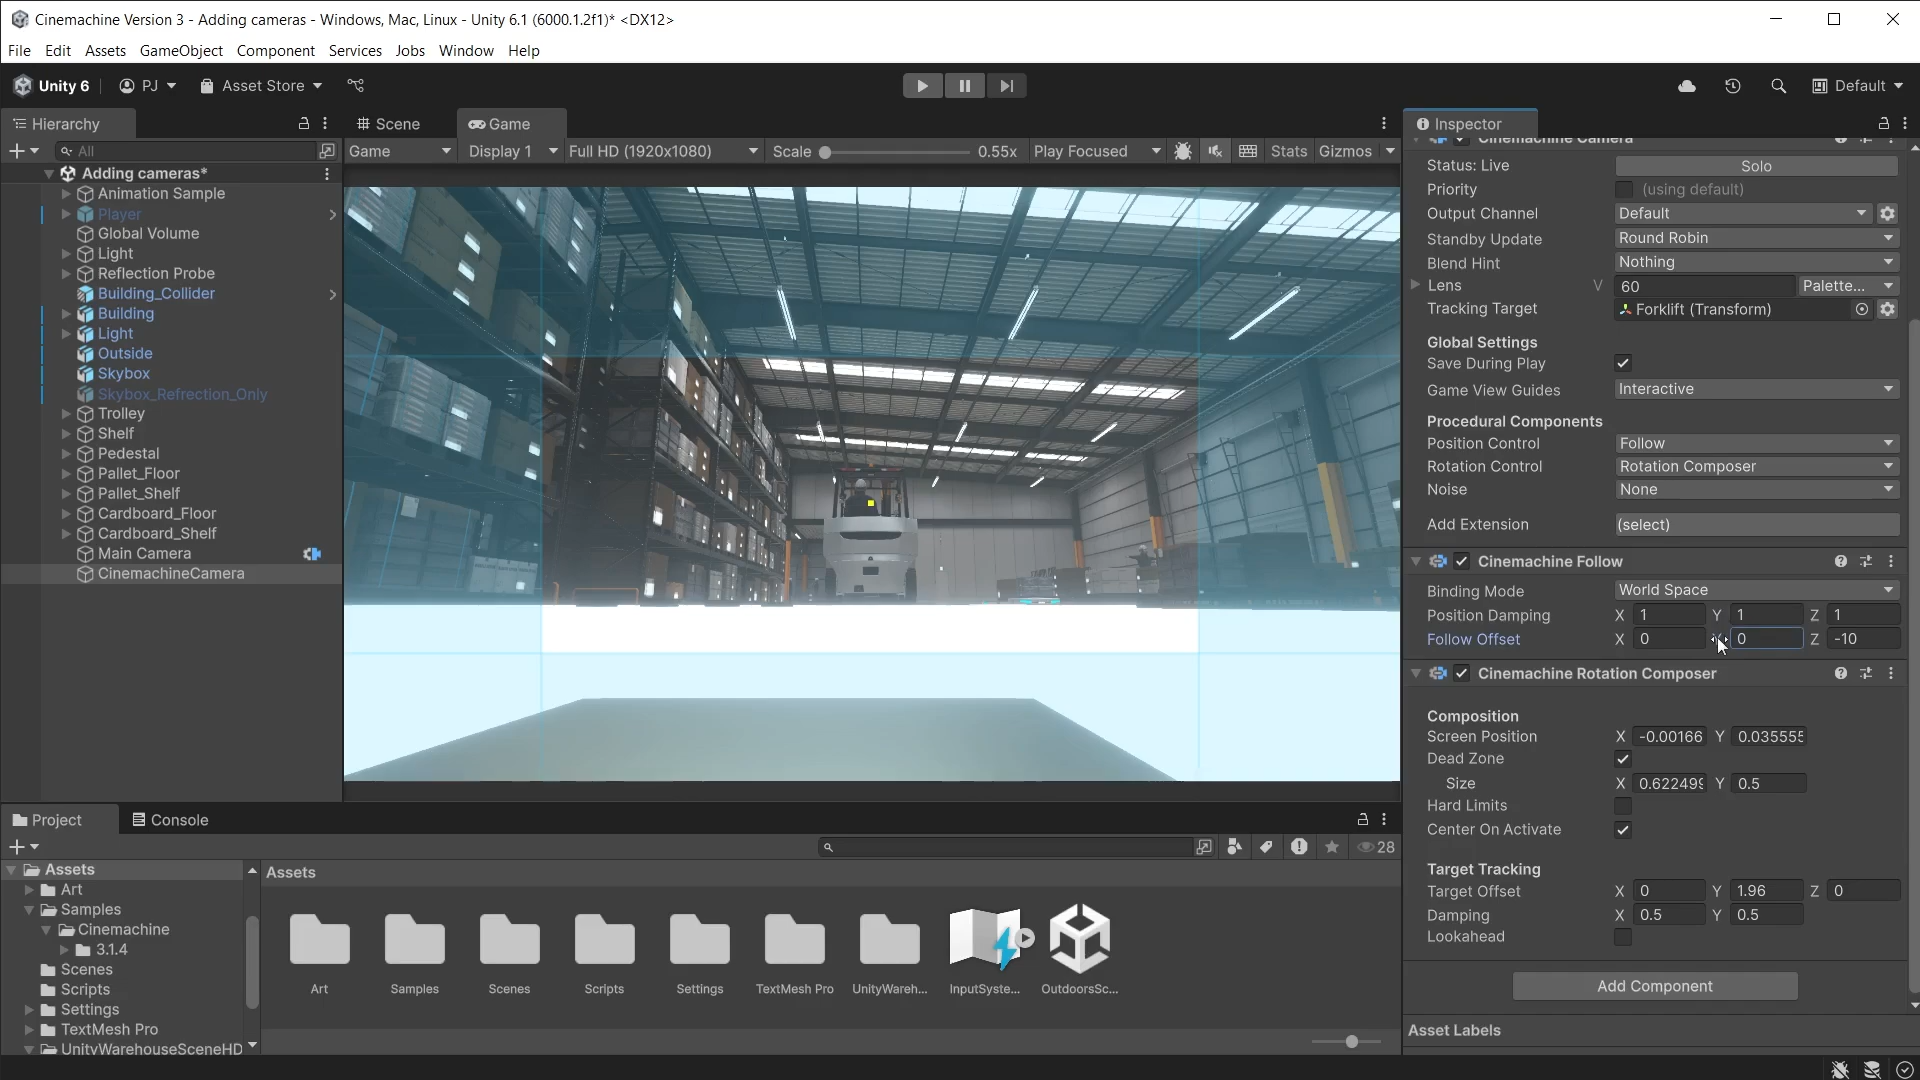 Cinemachine Version 3 - Adding cameras - Windows, Mac, Linux - Unity 6.1 (6000.1.2f1)* <DX12>
File Edit Assets GameObject Component Services Jobs Window Help
Unity 6 PJ Asset Store Default
Hierarchy
All
Adding cameras*
Animation Sample
Player
Global Volume
Light
Reflection Probe
Building_Collider
Building
Light
Outside
Skybox
Skybox_Refrection_Only
Trolley
Shelf
Pedestal
Pallet_Floor
Pallet_Shelf
Cardboard_Floor
Cardboard_Shelf
Main Camera
CinemachineCamera
Scene Game
Game Display 1 Full HD (1920x1080) Scale 0.55x Play Focused Stats Gizmos
Inspector
Cinemachine Camera
Status: Live Solo
Priority (using default)
Output Channel Default
Standby Update Round Robin
Blend Hint Nothing
Lens V 60 Palette...
Tracking Target Forklift (Transform)
Global Settings
Save During Play
Game View Guides Interactive
Procedural Components
Position Control Follow
Rotation Control Rotation Composer
Noise None
Add Extension (select)
Cinemachine Follow
Binding Mode World Space
Position Damping X 1 Y 1 Z 1
Follow Offset X 0 Y 0 Z -10
Cinemachine Rotation Composer
Composition
Screen Position X -0.00166 Y 0.035555
Dead Zone
Size X 0.622499 Y 0.5
Hard Limits
Center On Activate
Target Tracking
Target Offset X 0 Y 1.96 Z 0
Damping X 0.5 Y 0.5
Lookahead
Add Component
Asset Labels
Project Console
28
Assets
Art
Samples
Cinemachine
3.1.4
Scenes
Scripts
Settings
TextMesh Pro
UnityWarehouseSceneHD
Assets
Art Samples Scenes Scripts Settings TextMesh Pro UnityWareh... InputSyste... OutdoorsSc...